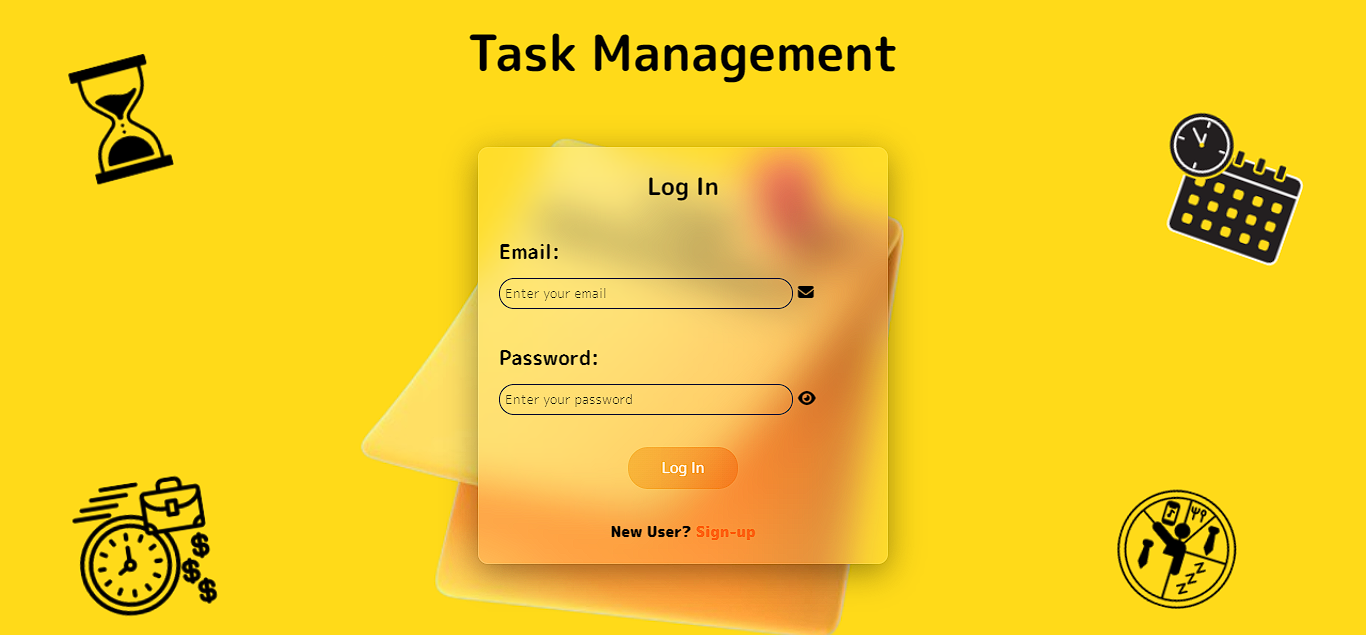 Task Management
Log In
Email:
Enter your email
Password:
Enter your password
Log In
New User? Sign-up
$
$
$
Z Z Z